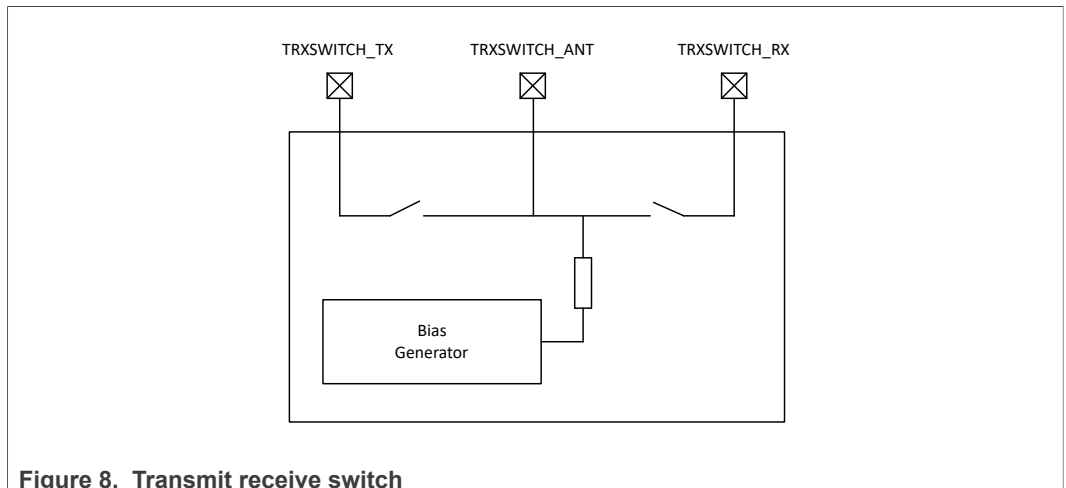 TRXSWITCH_TX TRXSWITCH_ANT TRXSWITCH_RX
Bias
Generator
Figure 8. Transmit receive switch